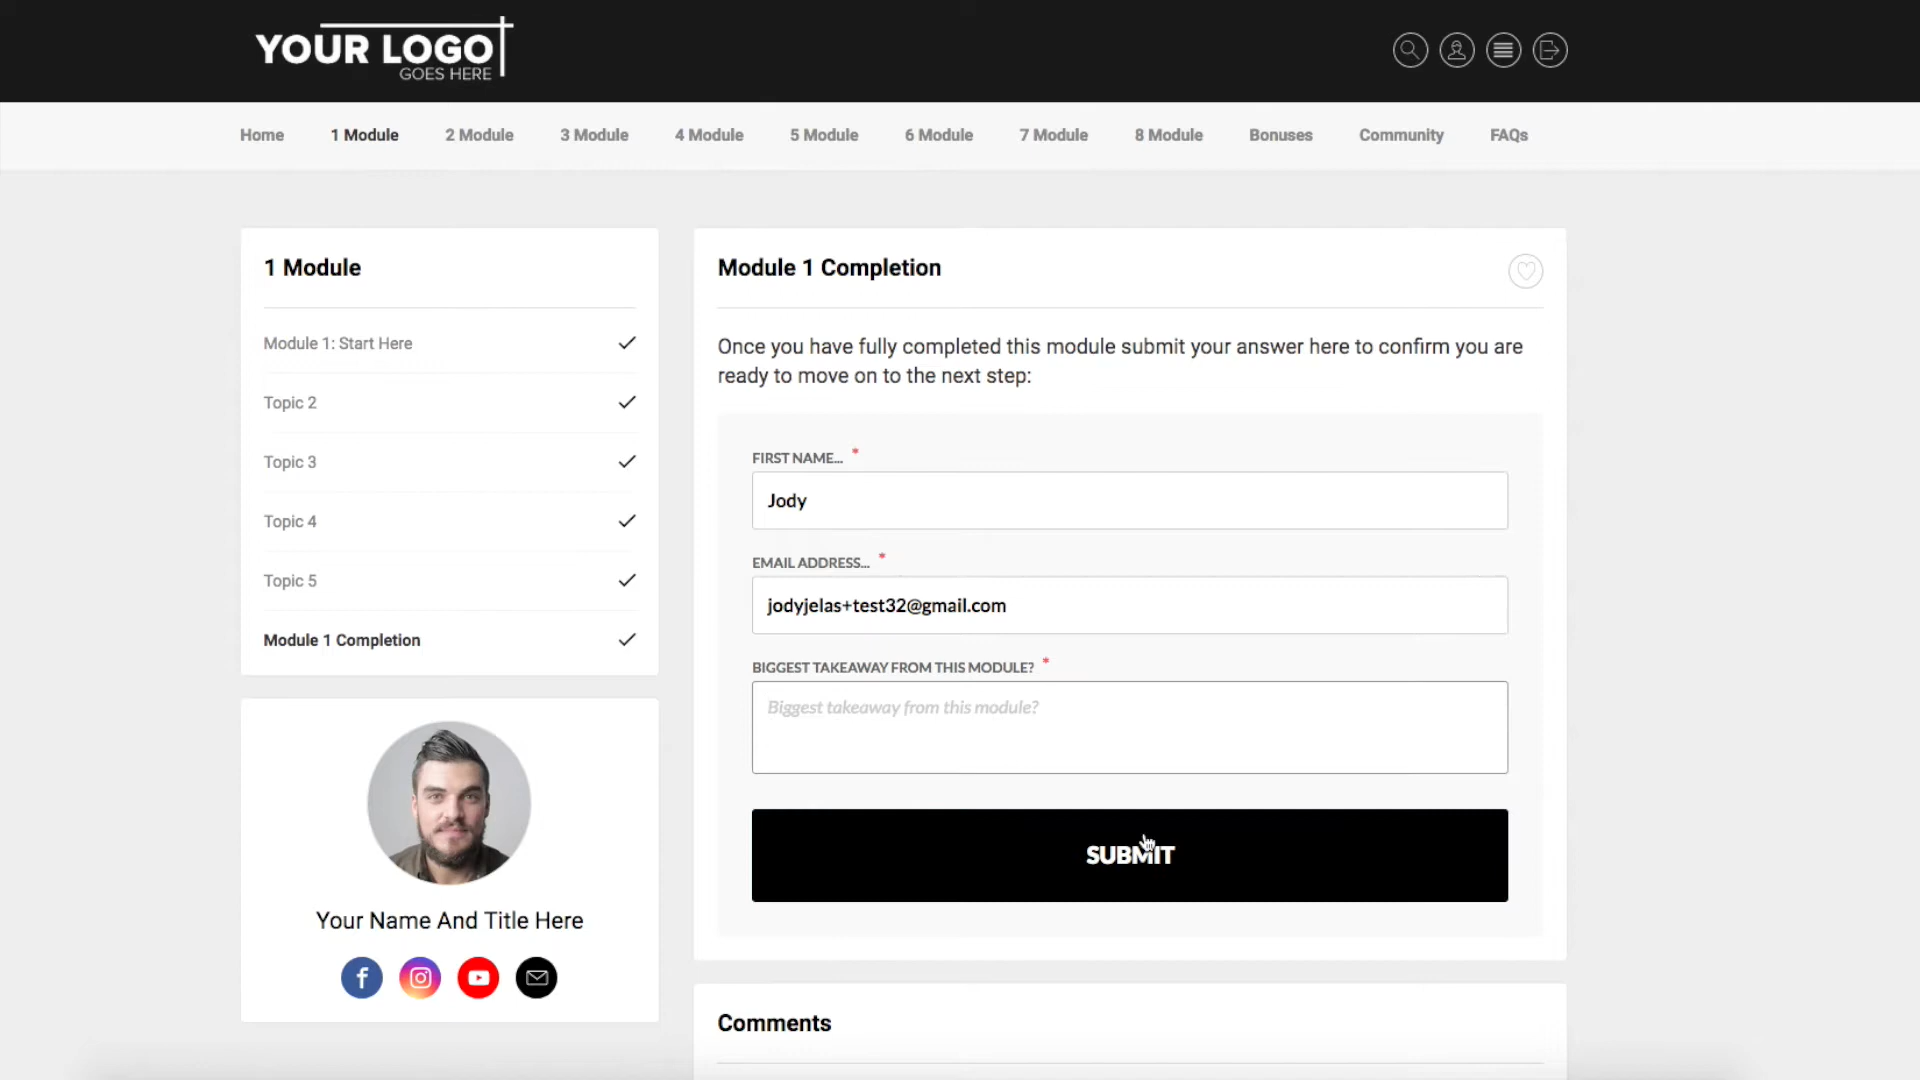 YOUR LOGO
GOES HERE
Home
1 Module
2 Module
3 Module
4 Module
5 Module
6 Module
7 Module
8 Module
Bonuses
Community
FAQs
1 Module
Module 1: Start Here
Topic 2
Topic 3
Topic 4
Topic 5
Module 1 Completion
Your Name And Title Here
Module 1 Completion
Once you have fully completed this module submit your answer here to confirm you are
ready to move on to the next step:
FIRST NAME... *
Jody
EMAIL ADDRESS... *
jodyjelas+test32@gmail.com
BIGGEST TAKEAWAY FROM THIS MODULE? *
Biggest takeaway from this module?
SUBMIT
Comments